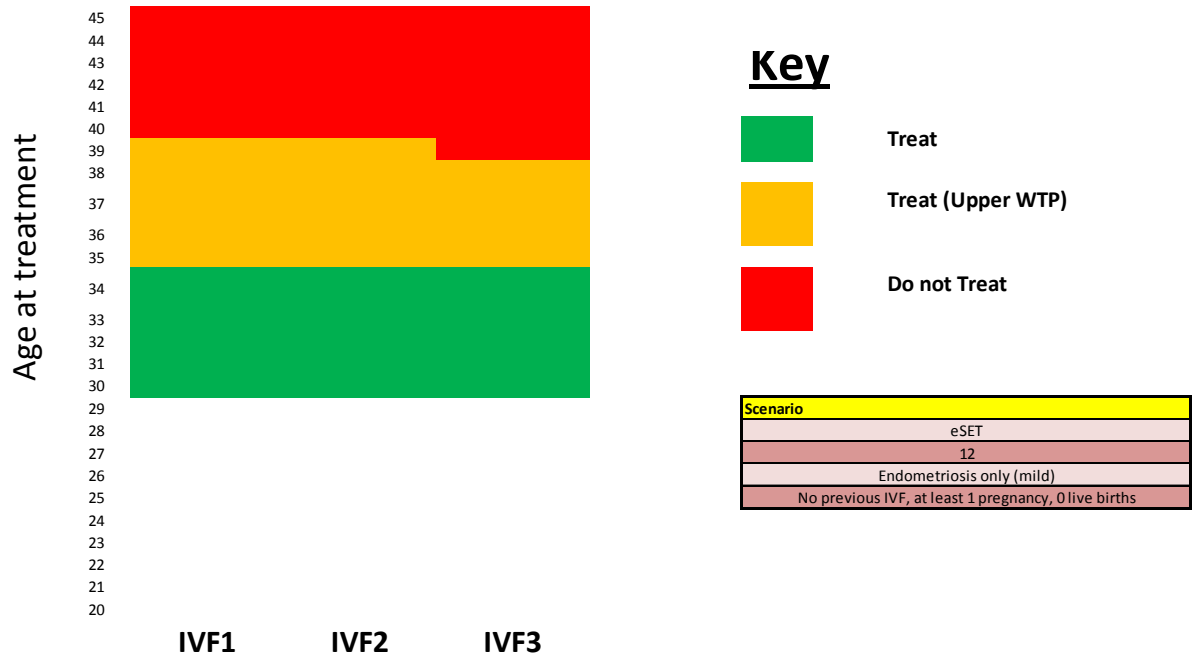 Age at treatment
45
44
43
42
41
40
39
38
37
36
35
34
33
32
31
30
29
28
27
26
25
24
23
22
21
20
IVF1 IVF2 IVF3
Key
Treat
Treat (Upper WTP)
Do not Treat
Scenario
eSET
12
Endometriosis only (mild)
No previous IVF, at least 1 pregnancy, 0 live births